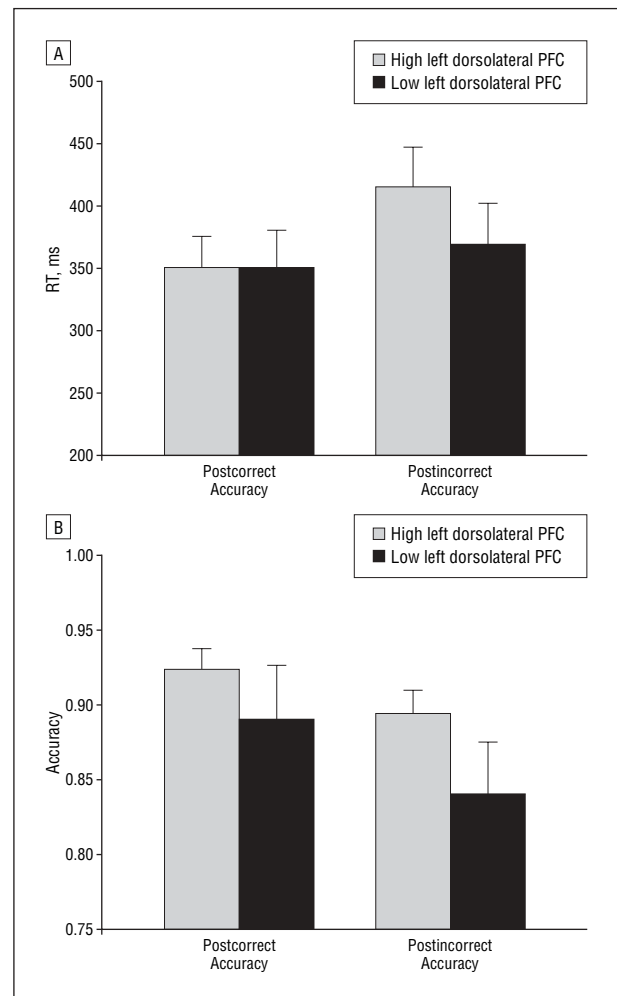 A
High left dorsolateral PFC
Low left dorsolateral PFC
500
450
400
350
300
250
200
RT, ms
Postcorrect
Accuracy
Postincorrect
Accuracy
B
High left dorsolateral PFC
Low left dorsolateral PFC
1.00
0.95
0.90
0.85
0.80
0.75
Accuracy
Postcorrect
Accuracy
Postincorrect
Accuracy